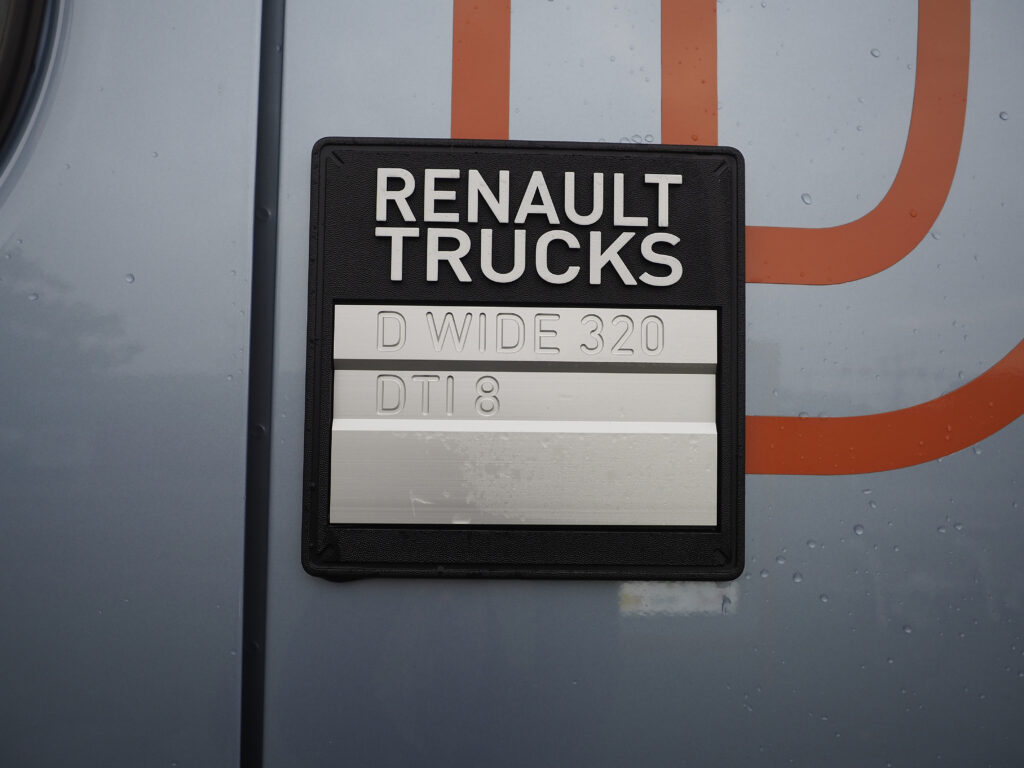 RENAULT
TRUCKS
D WIDE 320
DTI 8